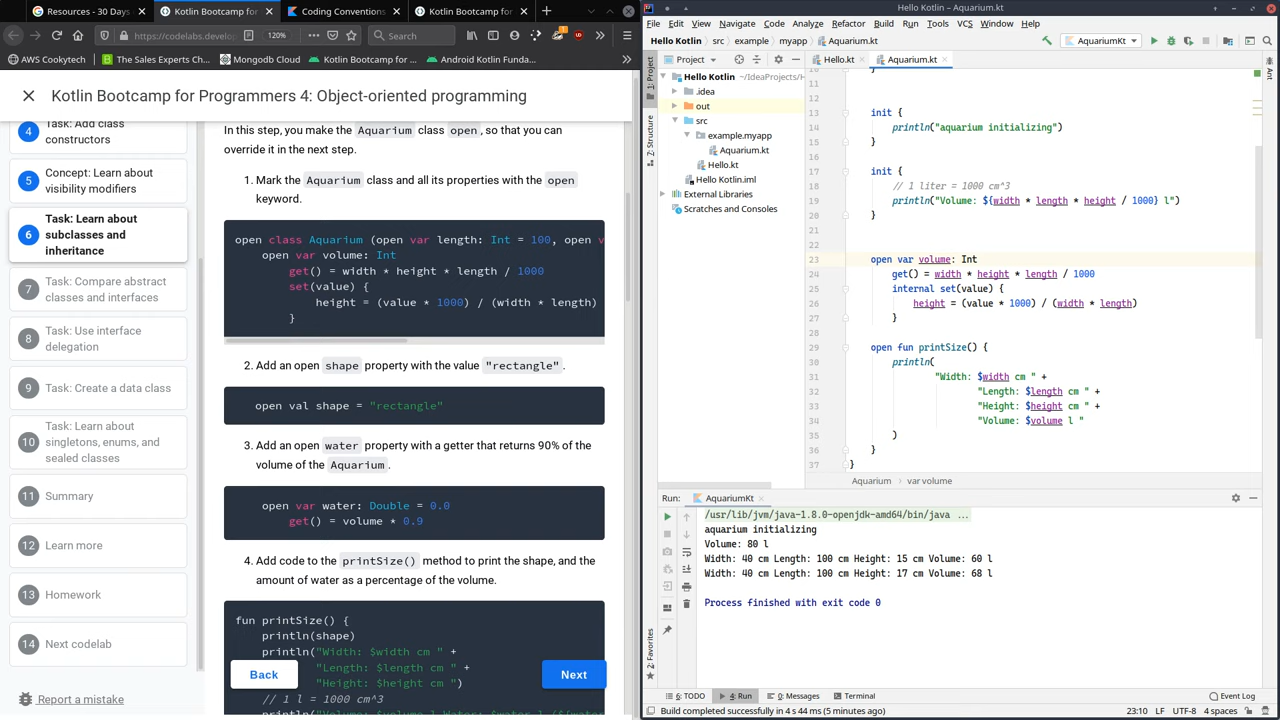 Resources - 30 Days
Kotlin Bootcamp for
Coding Conventions
Kotlin Bootcamp for
https://codelabs.develo
120%
Search
AWS Coretech
The Sales Experts Ch
Mongodb Cloud
Kotlin Bootcamp for
Android Kotlin Funda
Kotlin Bootcamp for Programmers 4: Object-oriented programming
4 Task: Add class
constructors
5 Concept: Learn about
visibility modifiers
6 Task: Learn about
subclasses and
inheritance
7 Task: Compare abstract
classes and interfaces
8 Task: Use interface
delegation
9 Task: Create a data class
10 Task: Learn about
singletons, enums, and
sealed classes
11 Summary
12 Learn more
13 Homework
14 Next codelab
Report a mistake
In this step, you make the Aquarium class open, so that you can
override it in the next step.
1. Mark the Aquarium class and all its properties with the open
keyword.
open class Aquarium (open var length: Int = 100, open v
open var volume: Int
get() = width * height * length / 1000
set(value) {
height = (value * 1000) / (width * length)
}
2. Add an open shape property with the value "rectangle".
open val shape = "rectangle"
3. Add an open water property with a getter that returns 90% of the
volume of the Aquarium.
open var water: Double = 0.0
get() = volume * 0.9
4. Add code to the printSize() method to print the shape, and the
amount of water as a percentage of the volume.
fun printSize() {
println(shape)
println("Width: $width cm " +
"Length: $length cm " +
"Height: $height cm ")
// 1 l = 1000 cm^3
Back
Next
Hello Kotlin – Aquarium.kt
File Edit View Navigate Code Analyze Refactor Build Run Tools VCS Window Help
Hello Kotlin src example myapp Aquarium.kt
AquariumKt
1: Project
7: Structure
2: Favorites
Ant
Project
Hello Kotlin ~/IdeaProjects/H
.idea
out
src
example.myapp
Aquarium.kt
Hello.kt
Hello Kotlin.iml
External Libraries
Scratches and Consoles
Hello.kt
Aquarium.kt
10 }
11
12
13 init {
14 println("aquarium initializing")
15 }
16
17 init {
18 // 1 liter = 1000 cm^3
19 println("Volume: ${width * length * height / 1000} l")
20 }
21
22
23 open var volume: Int
24 get() = width * height * length / 1000
25 internal set(value) {
26 height = (value * 1000) / (width * length)
27 }
28
29 open fun printSize() {
30 println(
31 "Width: $width cm " +
32 "Length: $length cm " +
33 "Height: $height cm " +
34 "Volume: $volume l "
35 )
36 }
37 }
Aquarium var volume
Run: AquariumKt
/usr/lib/jvm/java-1.8.0-openjdk-amd64/bin/java ...
aquarium initializing
Volume: 80 l
Width: 40 cm Length: 100 cm Height: 15 cm Volume: 60 l
Width: 40 cm Length: 100 cm Height: 17 cm Volume: 68 l
Process finished with exit code 0
6: TODO
4: Run
0: Messages
Terminal
Event Log
Build completed successfully in 4 s 44 ms (5 minutes ago)
23:10 LF UTF-8 4 spaces